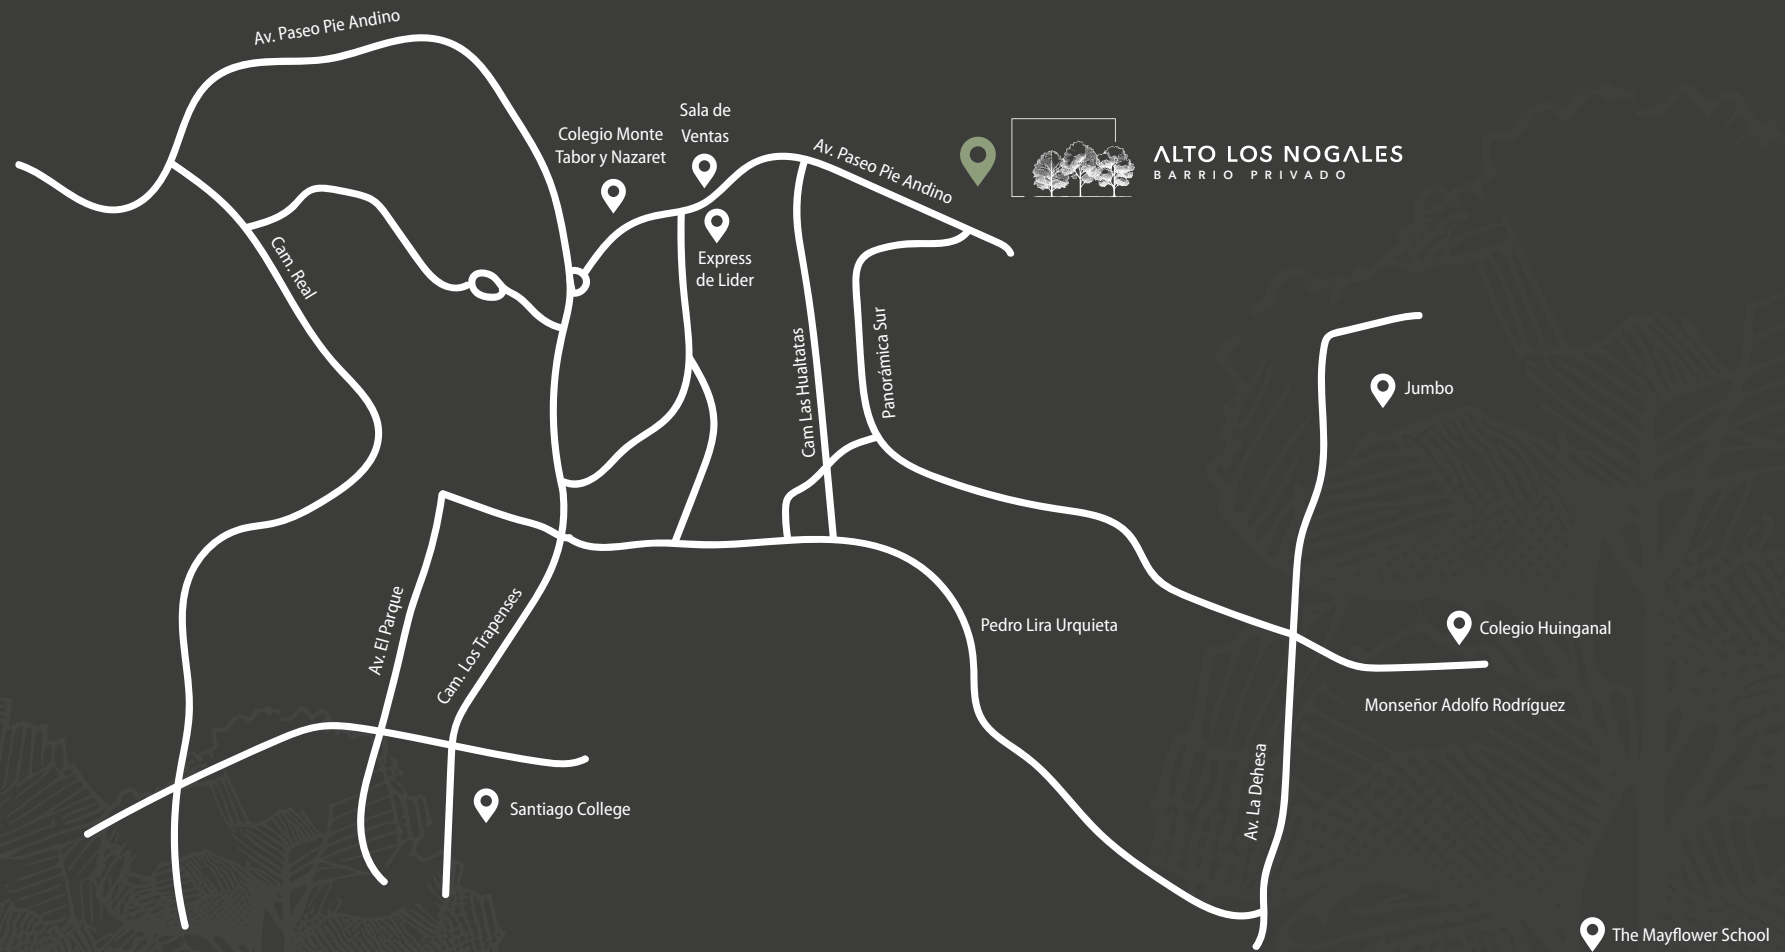 Av. Paseo Pie Andino
Sala de
Ventas
Colegio Monte
Tabor y Nazaret
Av. Paseo Pie Andino
ALTO LOS NOGALES
BARRIO PRIVADO
Express
de Lider
Cam. Real
Cam Las Hualtatas
Panorámica Sur
Jumbo
Av. El Parque
Cam. Los Trapenses
Pedro Lira Urquieta
Colegio Huinganal
Monseñor Adolfo Rodríguez
Av. La Dehesa
Santiago College
The Mayflower School